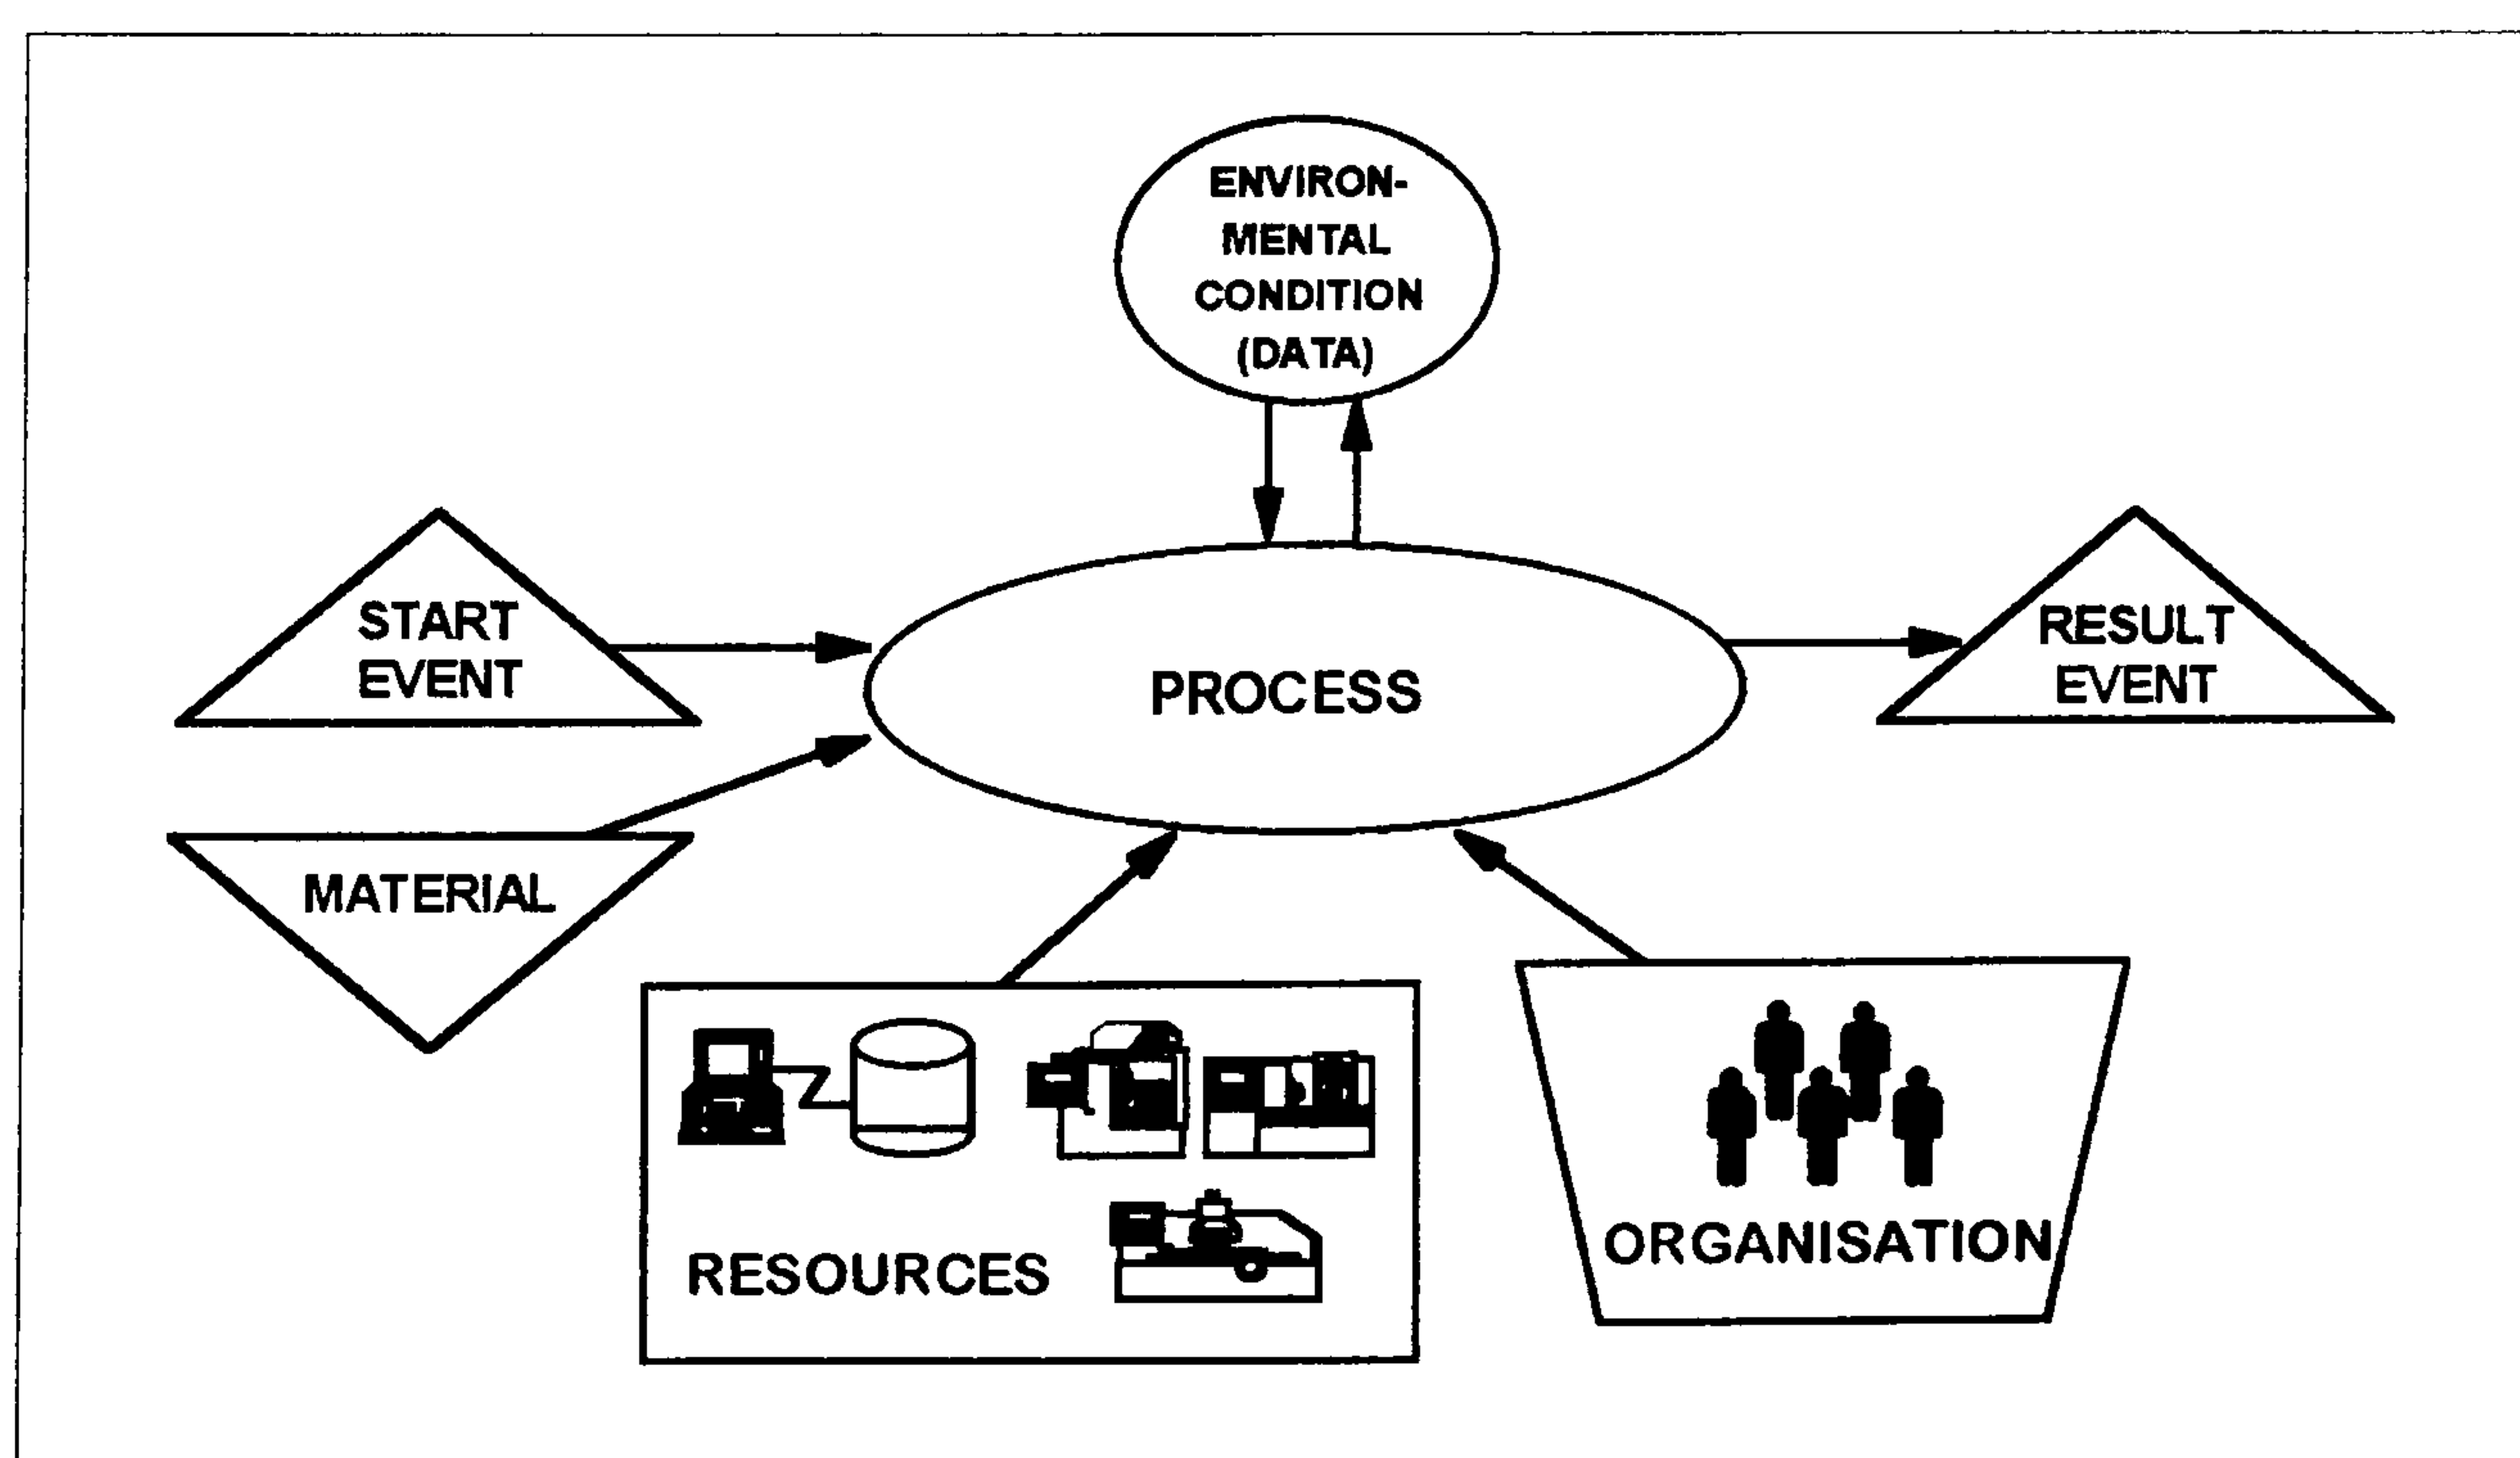 ENVIRON-
MENTAL
CONDITION
(DATA)
START
EVENT
PROCESS
RESULT
EVENT
MATERIAL
RESOURCES
ORGANISATION